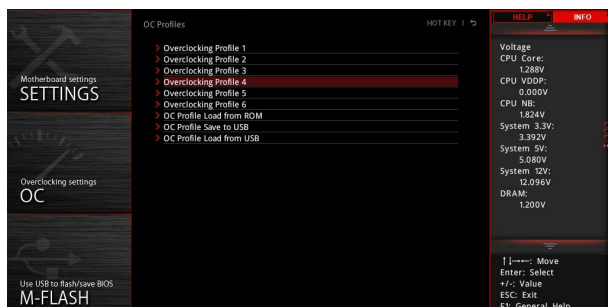 OC Profiles
HOT KEY |
HELP
INFO
Motherboard settings
SETTINGS
Overclocking settings
OC
Use USB to flash/save BIOS
M-FLASH
> Overclocking Profile 1
> Overclocking Profile 2
> Overclocking Profile 3
> Overclocking Profile 4
> Overclocking Profile 5
> Overclocking Profile 6
> OC Profile Load from ROM
> OC Profile Save to USB
> OC Profile Load from USB
Voltage
CPU Core:
1.288V
CPU VDDP:
0.000V
CPU NB:
1.824V
System 3.3V:
3.392V
System 5V:
5.080V
System 12V:
12.096V
DRAM:
1.200V
↑↓→←: Move
Enter: Select
+/-: Value
ESC: Exit
F1: General Help